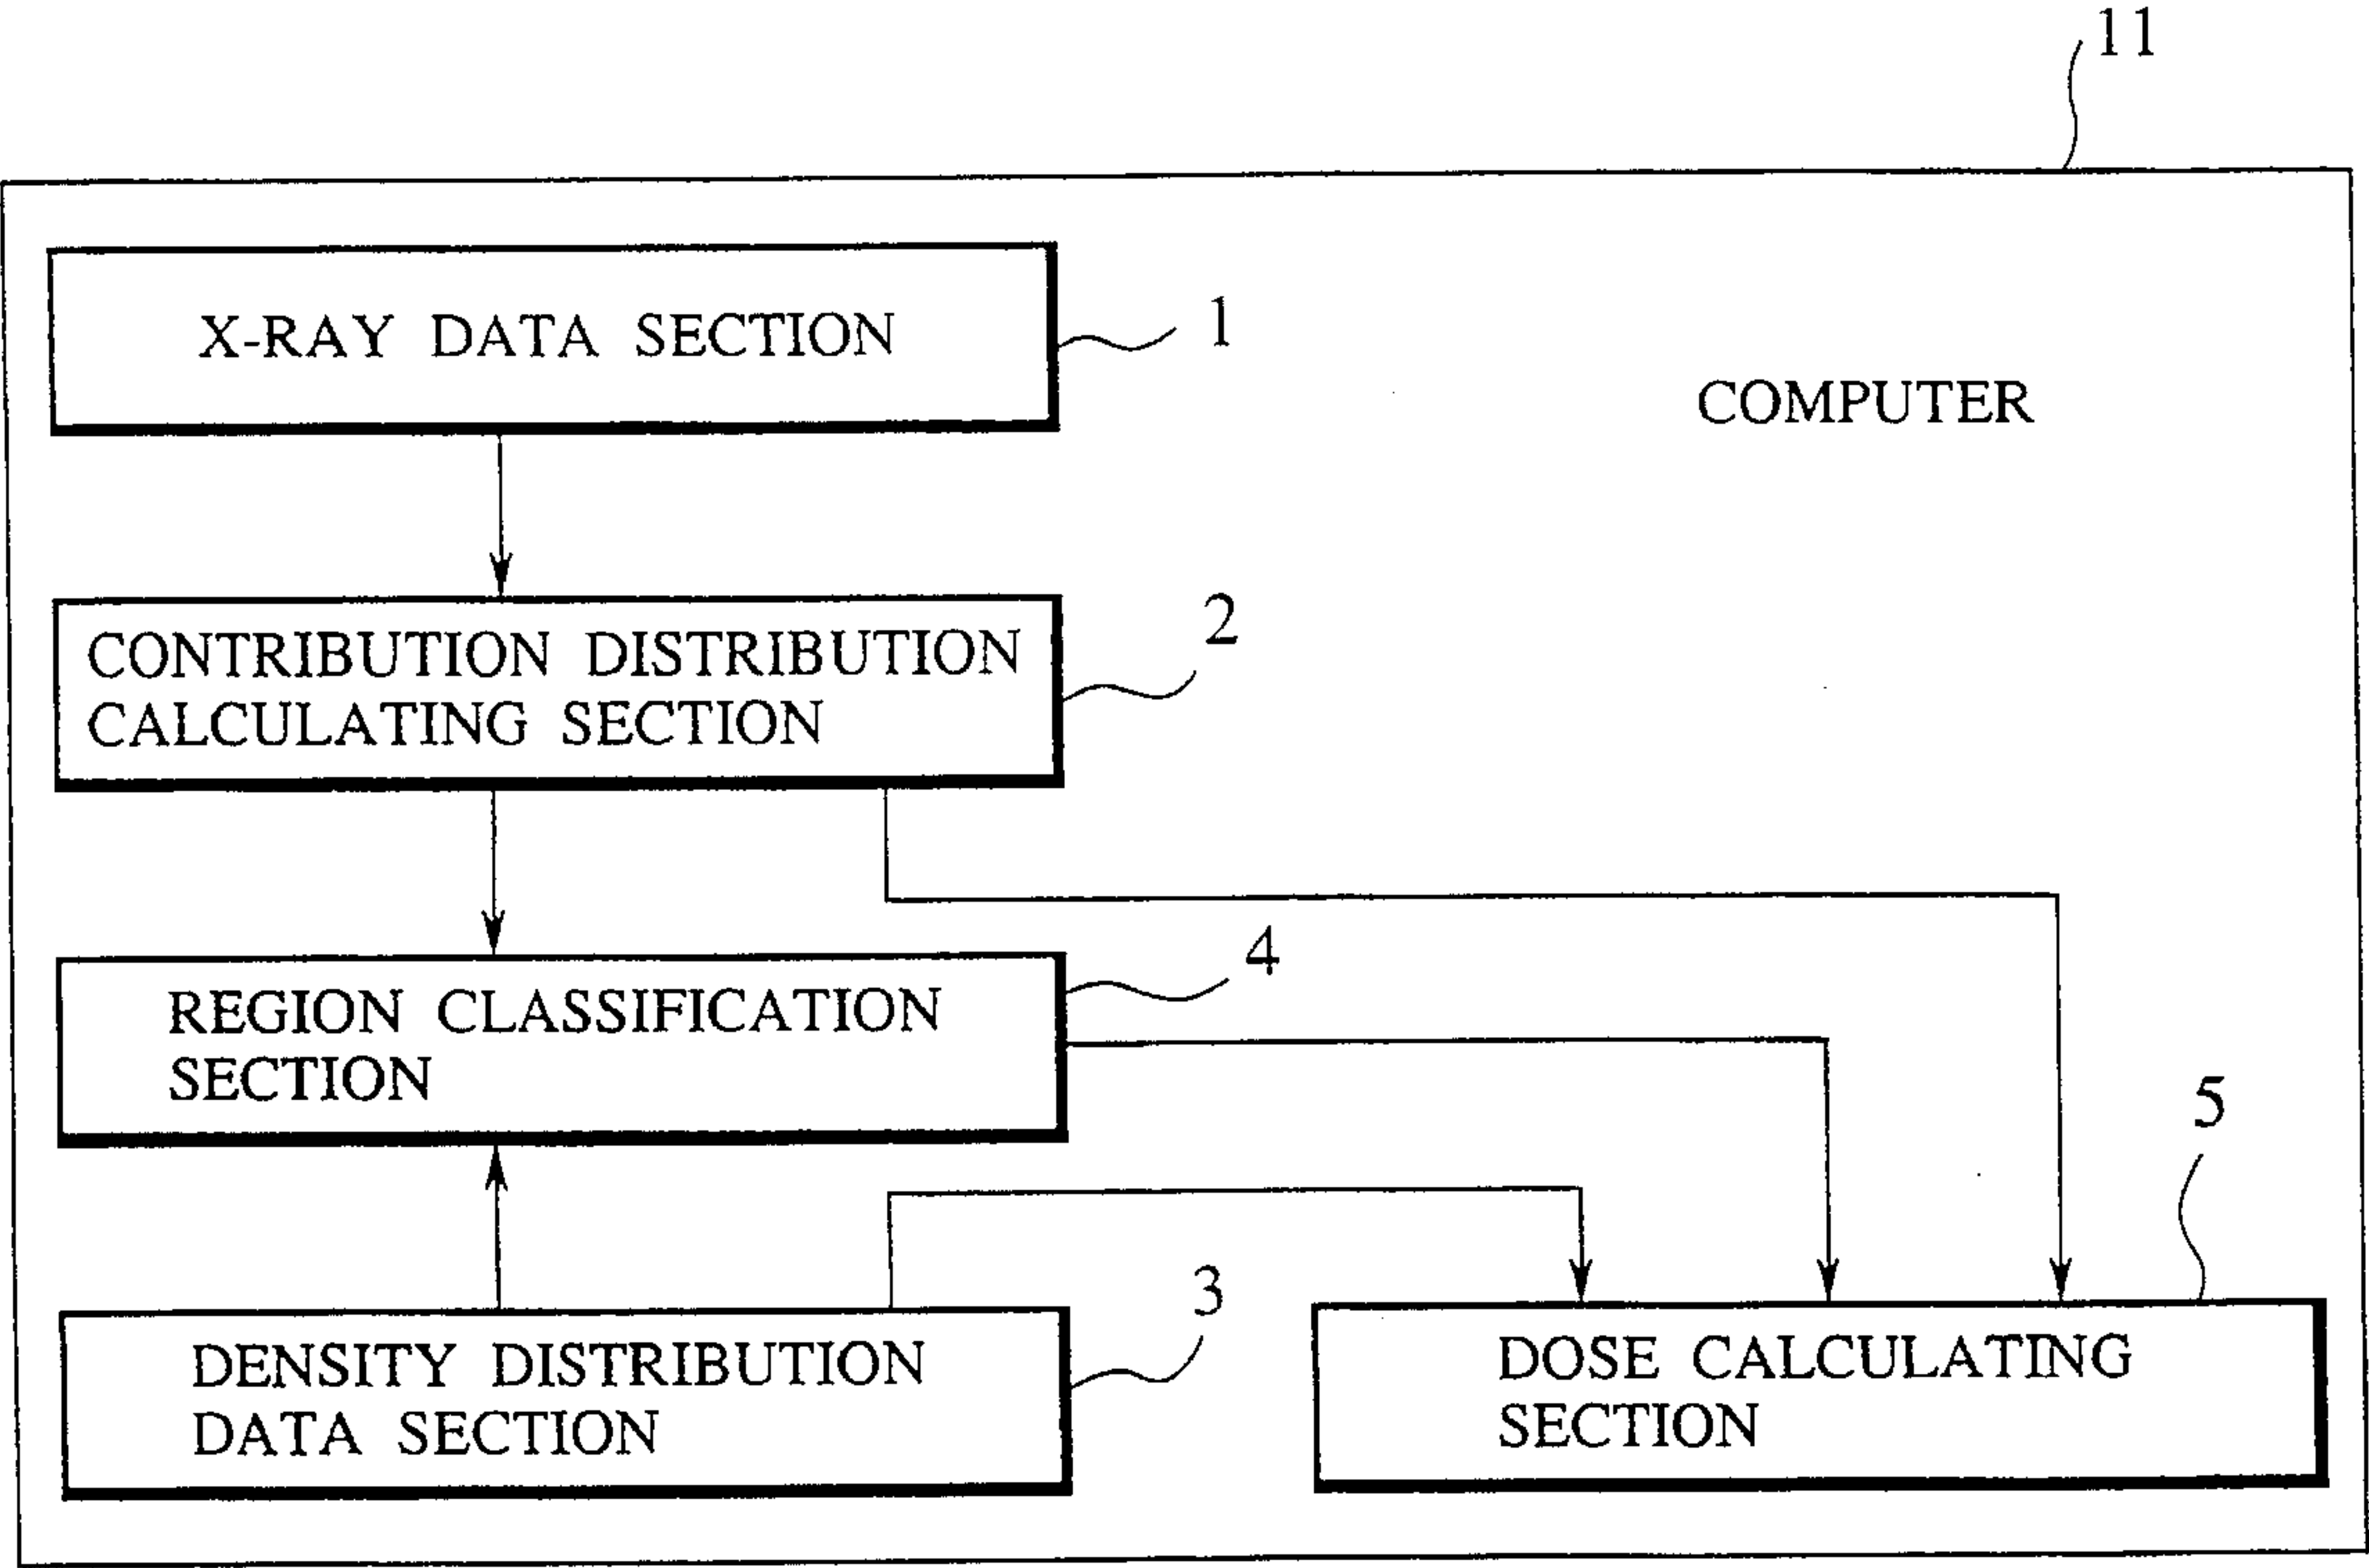 11
X-RAY DATA SECTION
1
COMPUTER
CONTRIBUTION DISTRIBUTION
CALCULATING SECTION
2
REGION CLASSIFICATION
SECTION
4
DENSITY DISTRIBUTION
DATA SECTION
3
DOSE CALCULATING
SECTION
5